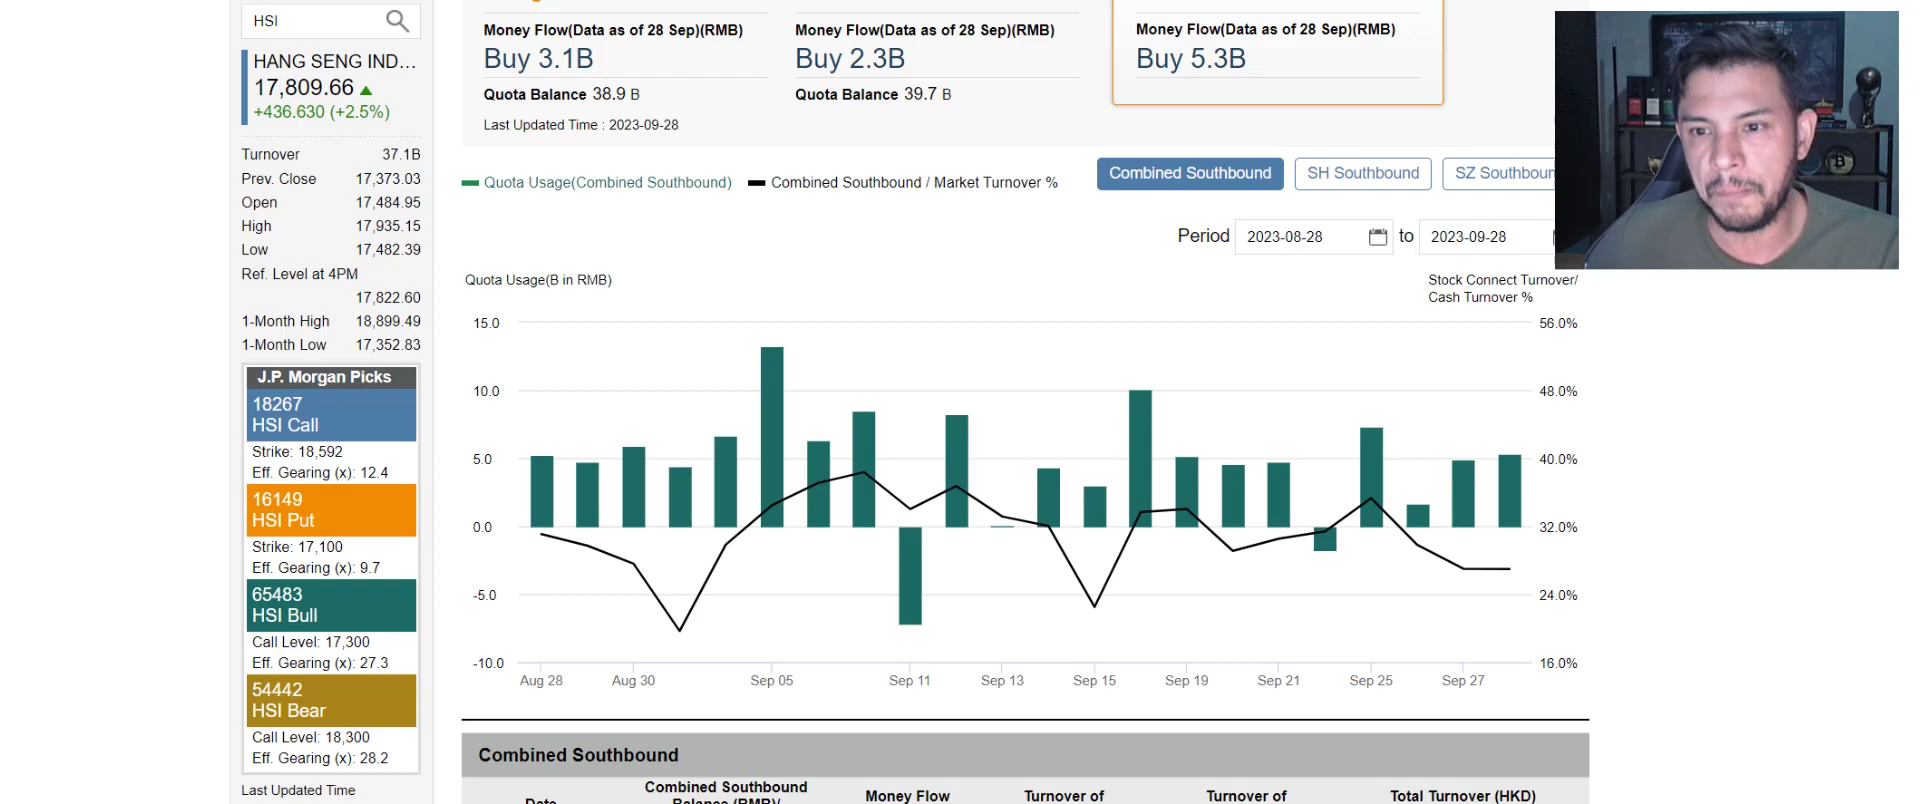 HSI
HANG SENG IND...
17,809.66
+436.630 (+2.5%)
Turnover 37.1B
Prev. Close 17,373.03
Open 17,484.95
High 17,935.15
Low 17,482.39
Ref. Level at 4PM
17,822.60
1-Month High 18,899.49
1-Month Low 17,352.83
J.P. Morgan Picks
18267
HSI Call
Strike: 18,592
Eff. Gearing (x): 12.4
16149
HSI Put
Strike: 17,100
Eff. Gearing (x): 9.7
65483
HSI Bull
Call Level: 17,300
Eff. Gearing (x): 27.3
54442
HSI Bear
Call Level: 18,300
Eff. Gearing (x): 28.2
Last Updated Time
Money Flow(Data as of 28 Sep)(RMB) Money Flow(Data as of 28 Sep)(RMB) Money Flow(Data as of 28 Sep)(RMB)
Buy 3.1B Buy 2.3B Buy 5.3B
Quota Balance 38.9 B Quota Balance 39.7 B
Last Updated Time : 2023-09-28
Quota Usage(Combined Southbound) Combined Southbound / Market Turnover % Combined Southbound SH Southbound SZ Southboun
Period 2023-08-28 to 2023-09-28
Quota Usage(B in RMB) Stock Connect Turnover/
Cash Turnover %
15.0 56.0%
10.0 48.0%
5.0 40.0%
0.0 32.0%
-5.0 24.0%
-10.0 16.0%
Aug 28 Aug 30 Sep 05 Sep 11 Sep 13 Sep 15 Sep 19 Sep 21 Sep 25 Sep 27
Combined Southbound
Combined Southbound
Date Balance (RMB)/ Money Flow Turnover of Turnover of Total Turnover (HKD)